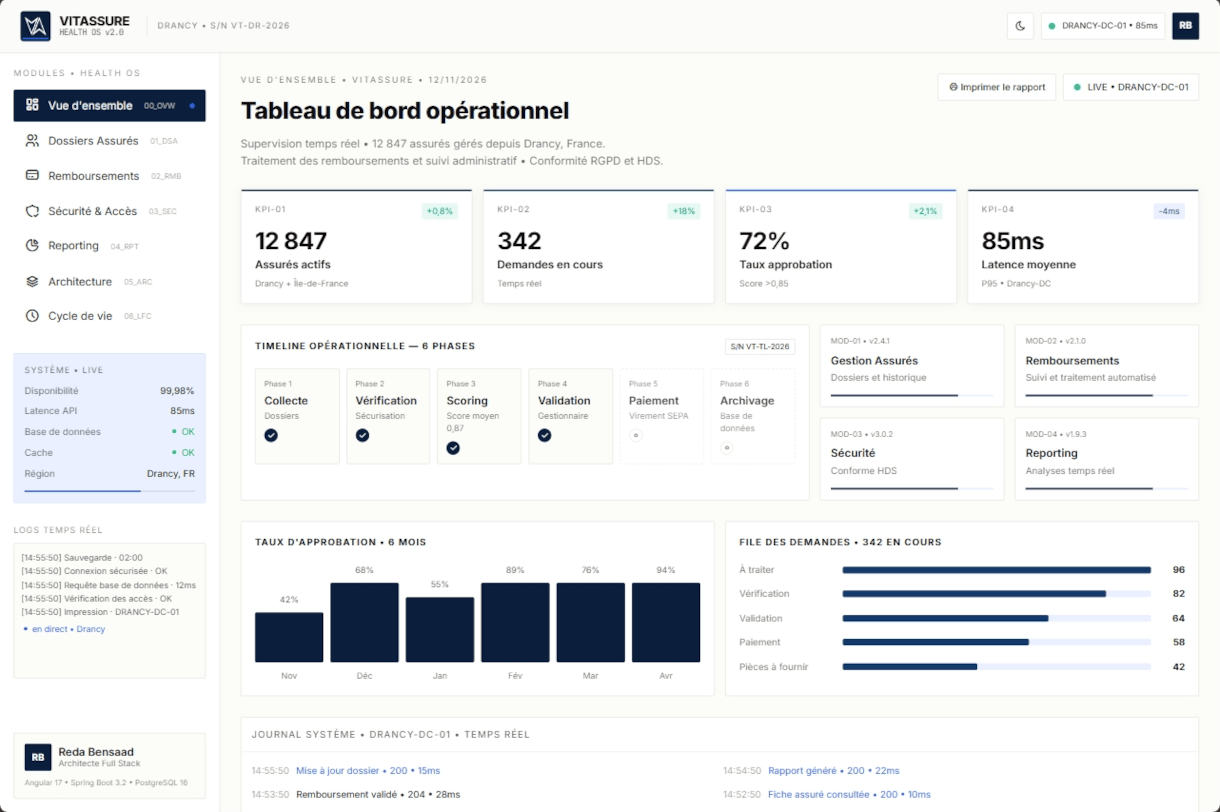 VITASSURE
HEALTH OS v2.0
DRANCY • S/N VT-DR-2026
DRANCY-DC-01 • 85ms
RB
MODULES • HEALTH OS
Vue d'ensemble 00_OVW
Dossiers Assurés 01_DSA
Remboursements 02_RMB
Sécurité & Accès 03_SEC
Reporting 04_RPT
Architecture 05_ARC
Cycle de vie 06_LFC
SYSTÈME • LIVE
Disponibilité 99,98%
Latence API 85ms
Base de données • OK
Cache • OK
Région Drancy, FR
LOGS TEMPS RÉEL
[14:55:50] Sauvegarde · 02:00
[14:55:50] Connexion sécurisée · OK
[14:55:50] Requête base de données · 12ms
[14:55:50] Vérification des accès · OK
[14:55:50] Impression · DRANCY-DC-01
• en direct • Drancy
RB
Reda Bensaad
Architecte Full Stack
Angular 17 • Spring Boot 3.2 • PostgreSQL 16
VUE D'ENSEMBLE • VITASSURE • 12/11/2026
Tableau de bord opérationnel
Supervision temps réel • 12 847 assurés gérés depuis Drancy, France.
Traitement des remboursements et suivi administratif • Conformité RGPD et HDS.
Imprimer le rapport
LIVE • DRANCY-DC-01
KPI-01 +0,8%
12 847
Assurés actifs
Drancy + Île-de-France
KPI-02 +18%
342
Demandes en cours
Temps réel
KPI-03 +2,1%
72%
Taux approbation
Score >0,85
KPI-04 -4ms
85ms
Latence moyenne
P95 • Drancy-DC
TIMELINE OPÉRATIONNELLE — 6 PHASES
S/N VT-TL-2026
Phase 1
Collecte
Dossiers
Phase 2
Vérification
Sécurisation
Phase 3
Scoring
Score moyen
0,87
Phase 4
Validation
Gestionnaire
Phase 5
Paiement
Virement SEPA
Phase 6
Archivage
Base de
données
MOD-01 • v2.4.1
Gestion Assurés
Dossiers et historique
MOD-02 • v2.1.0
Remboursements
Suivi et traitement automatisé
MOD-03 • v3.0.2
Sécurité
Conforme HDS
MOD-04 • v1.9.3
Reporting
Analyses temps réel
TAUX D'APPROBATION • 6 MOIS
42% 68% 55% 89% 76% 94%
Nov Déc Jan Fév Mar Avr
FILE DES DEMANDES • 342 EN COURS
À traiter 96
Vérification 82
Validation 64
Paiement 58
Pièces à fournir 42
JOURNAL SYSTÈME • DRANCY-DC-01 • TEMPS RÉEL
14:55:50 Mise à jour dossier • 200 • 15ms
14:54:50 Rapport généré • 200 • 22ms
14:53:50 Remboursement validé • 204 • 28ms
14:52:50 Fiche assuré consultée • 200 • 10ms